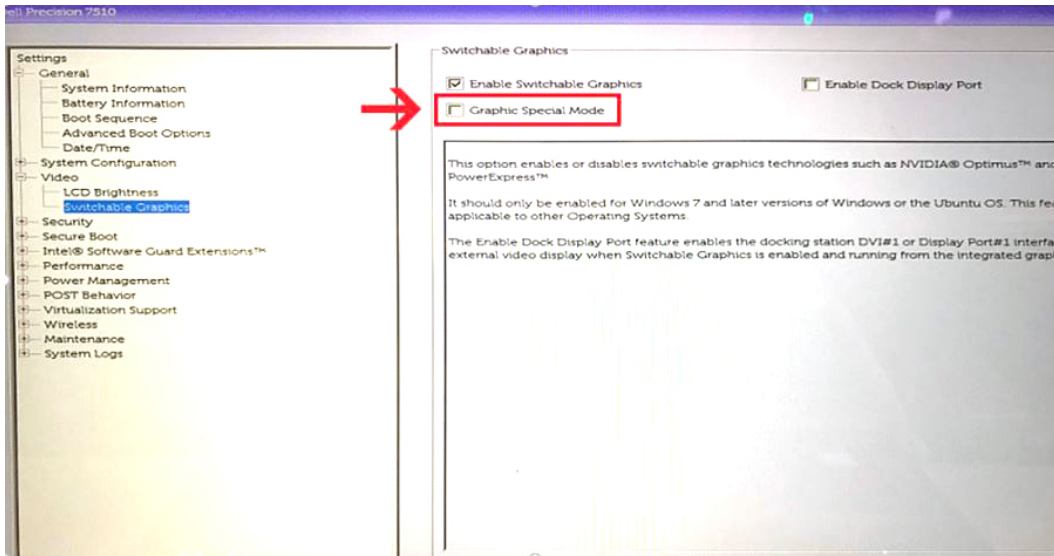 ell Precision 7510
Settings
General
System Information
Battery Information
Boot Sequence
Advanced Boot Options
Date/Time
System Configuration
Video
LCD Brightness
Switchable Graphics
Security
Secure Boot
Intel® Software Guard Extensions™
Performance
Power Management
POST Behavior
Virtualization Support
Wireless
Maintenance
System Logs
Switchable Graphics
Enable Switchable Graphics
Enable Dock Display Port
Graphic Special Mode
This option enables or disables switchable graphics technologies such as NVIDIA® Optimus™ and
PowerExpress™
It should only be enabled for Windows 7 and later versions of Windows or the Ubuntu OS. This fea
applicable to other Operating Systems.
The Enable Dock Display Port feature enables the docking station DVI#1 or Display Port#1 interfa
external video display when Switchable Graphics is enabled and running from the integrated grap